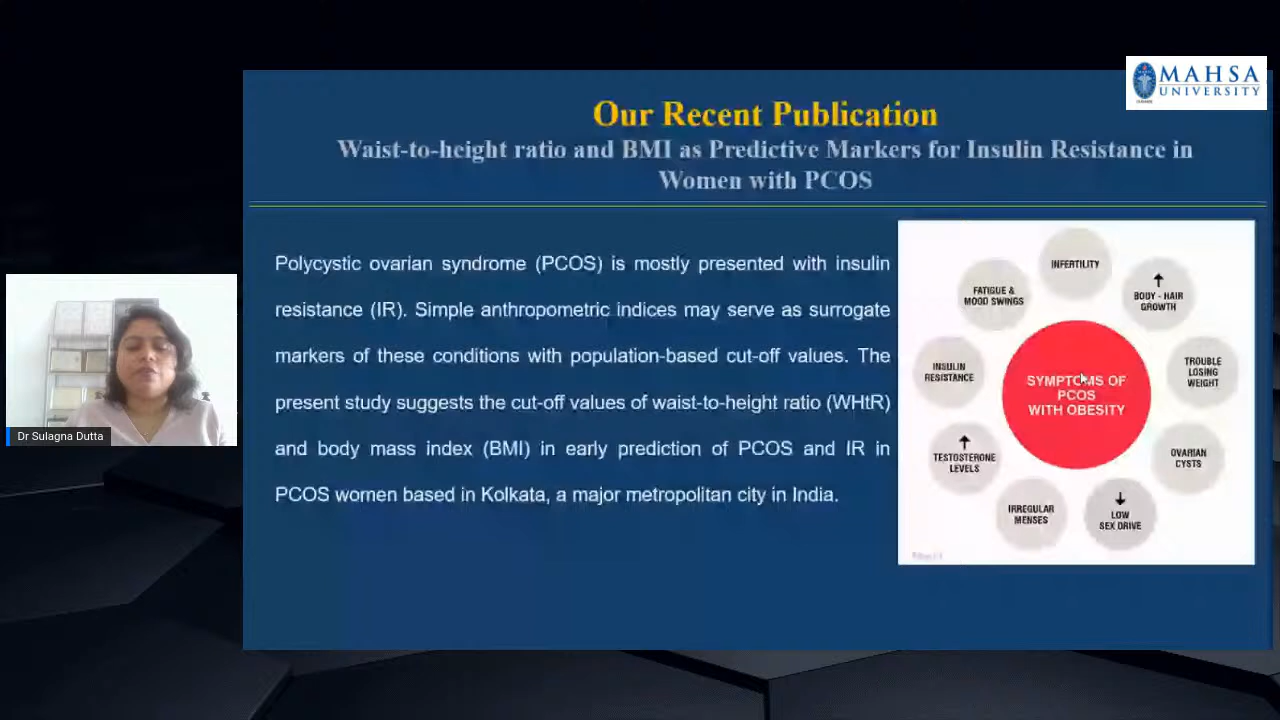 MAHSA
UNIVERSITY
Our Recent Publication
Waist-to-height ratio and BMI as Predictive Markers for Insulin Resistance in
Women with PCOS
Polycystic ovarian syndrome (PCOS) is mostly presented with insulin
resistance (IR). Simple anthropometric indices may serve as surrogate
markers of these conditions with population-based cut-off values. The
present study suggests the cut-off values of waist-to-height ratio (WHtR)
and body mass index (BMI) in early prediction of PCOS and IR in
PCOS women based in Kolkata, a major metropolitan city in India.
INFERTILITY
↑
BODY - HAIR
GROWTH
TROUBLE
LOSING
WEIGHT
OVARIAN
CYSTS
↓
LOW
SEX DRIVE
IRREGULAR
MENSES
↑
TESTOSTERONE
LEVELS
INSULIN
RESISTANCE
FATIGUE &
MOOD SWINGS
SYMPTOMS OF
PCOS
WITH OBESITY
Dr Sulagna Dutta